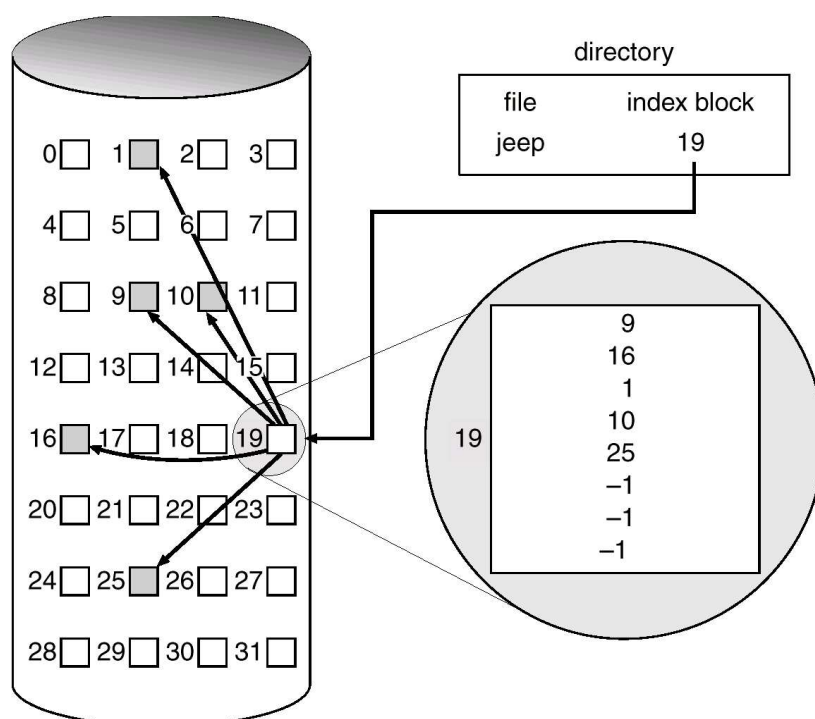 directory
file index block
jeep 19
0 1 2 3
4 5 6 7
8 9 10 11
12 13 14 15
16 17 18 19
20 21 22 23
24 25 26 27
28 29 30 31
19
9
16
1
10
25
–1
–1
–1